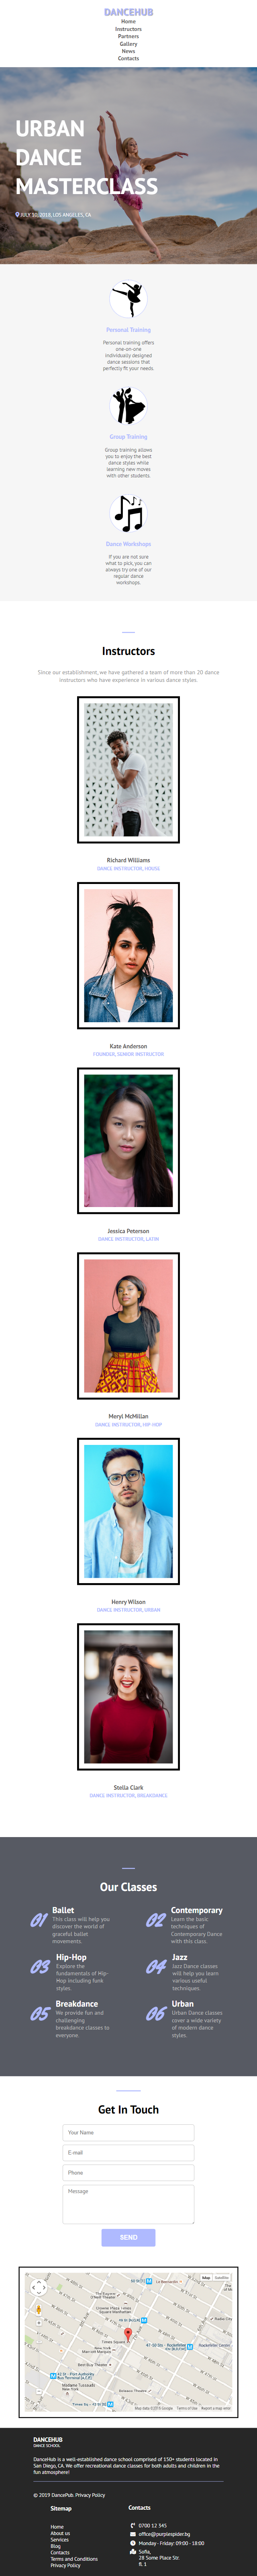 DANCEHUB
Home
Instructors
Partners
Gallery
News
Contacts
URBAN
DANCE
MASTERCLASS
JULY 30, 2018, LOS ANGELES, CA
Personal Training
Personal training offers
one-on-one
individually designed
dance sessions that
perfectly fit your needs.
Group Training
Group training allows
you to enjoy the best
dance styles while
learning new moves
with other students.
Dance Workshops
If you are not sure
what to pick, you can
always try one of our
regular dance
workshops.
Instructors
Since our establishment, we have gathered a team of more than 20 dance
instructors who have experience in various dance styles.
Richard Williams
DANCE INSTRUCTOR, HOUSE
Kate Anderson
FOUNDER, SENIOR INSTRUCTOR
Jessica Peterson
DANCE INSTRUCTOR, LATIN
Meryl McMillan
DANCE INSTRUCTOR, HIP-HOP
Henry Wilson
DANCE INSTRUCTOR, URBAN
Stella Clark
DANCE INSTRUCTOR, BREAKDANCE
Our Classes
01 Ballet
This class will help you
discover the world of
graceful ballet
movements.
02 Contemporary
Learn the basic
techniques of
Contemporary Dance
with this class.
03 Hip-Hop
Explore the
fundamentals of Hip-
Hop including funk
styles.
04 Jazz
Jazz Dance classes
will help you learn
various useful
techniques.
05 Breakdance
We provide fun and
challenging
breakdance classes to
everyone.
06 Urban
Urban Dance classes
cover a wide variety
of modern dance
styles.
Get In Touch
Your Name
E-mail
Phone
Message
SEND
Map Satellite
Times Square
DANCEHUB
DANCE SCHOOL
DanceHub is a well-established dance school comprised of 150+ students located in
San Diego, CA. We offer recreational dance classes for both adults and children in the
fun atmosphere!
© 2019 DancePub. Privacy Policy
Sitemap
Home
About us
Services
Blog
Contacts
Terms and Conditions
Privacy Policy
Contacts
0700 12 345
office@purplespider.bg
Monday - Friday: 09:00 - 18:00
Sofia,
28 Some Place Str.
fl. 1